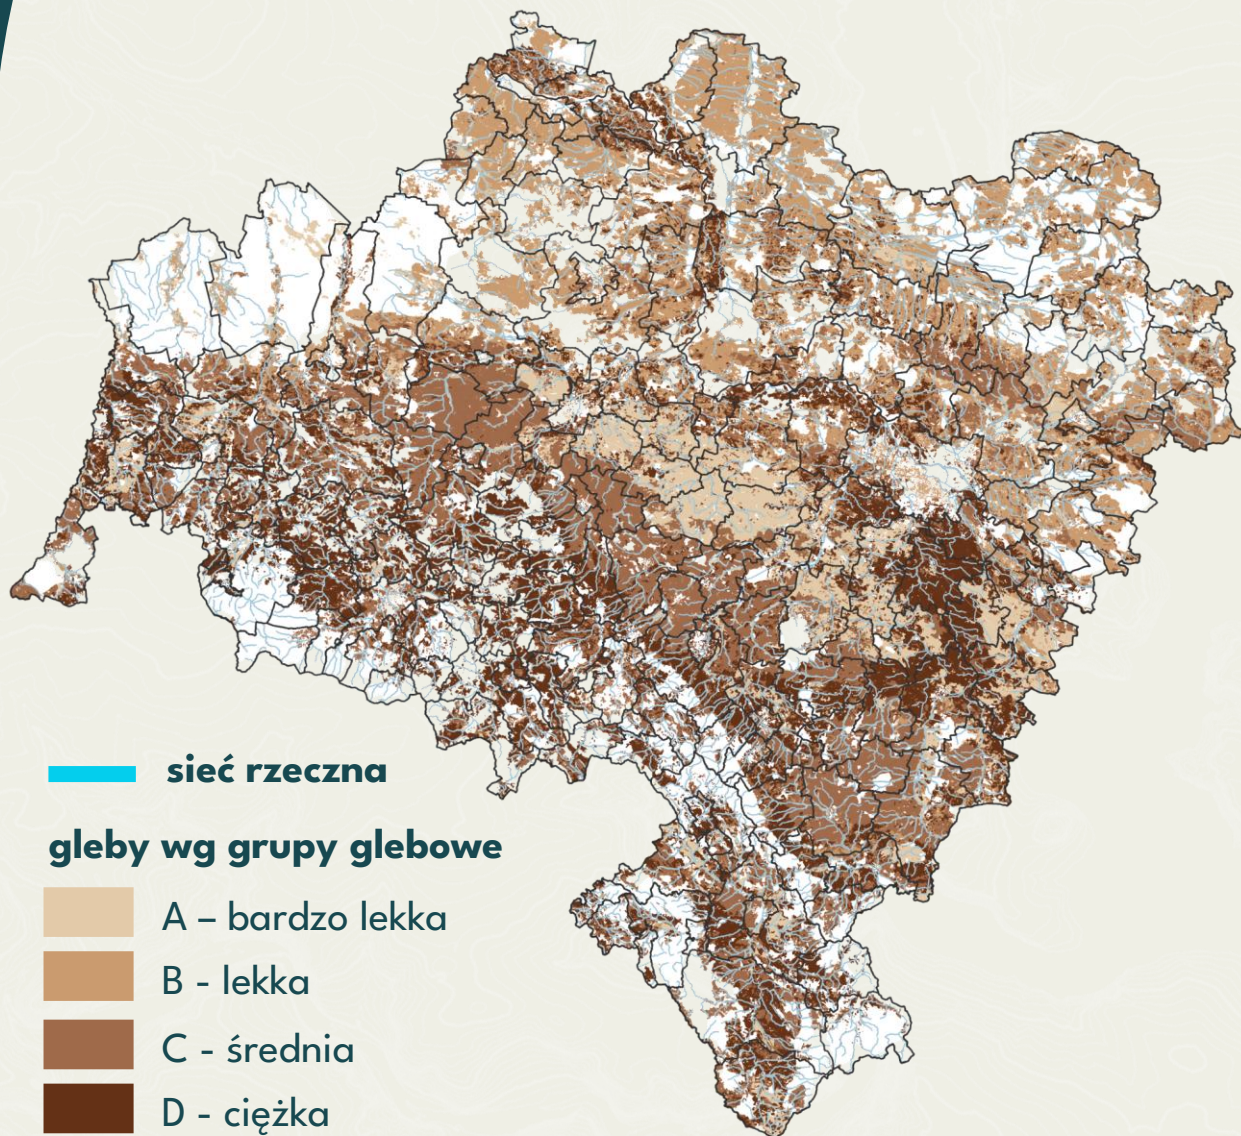 sieć rzeczna
gleby wg grupy glebowe
A – bardzo lekka
B - lekka
C - średnia
D - ciężka